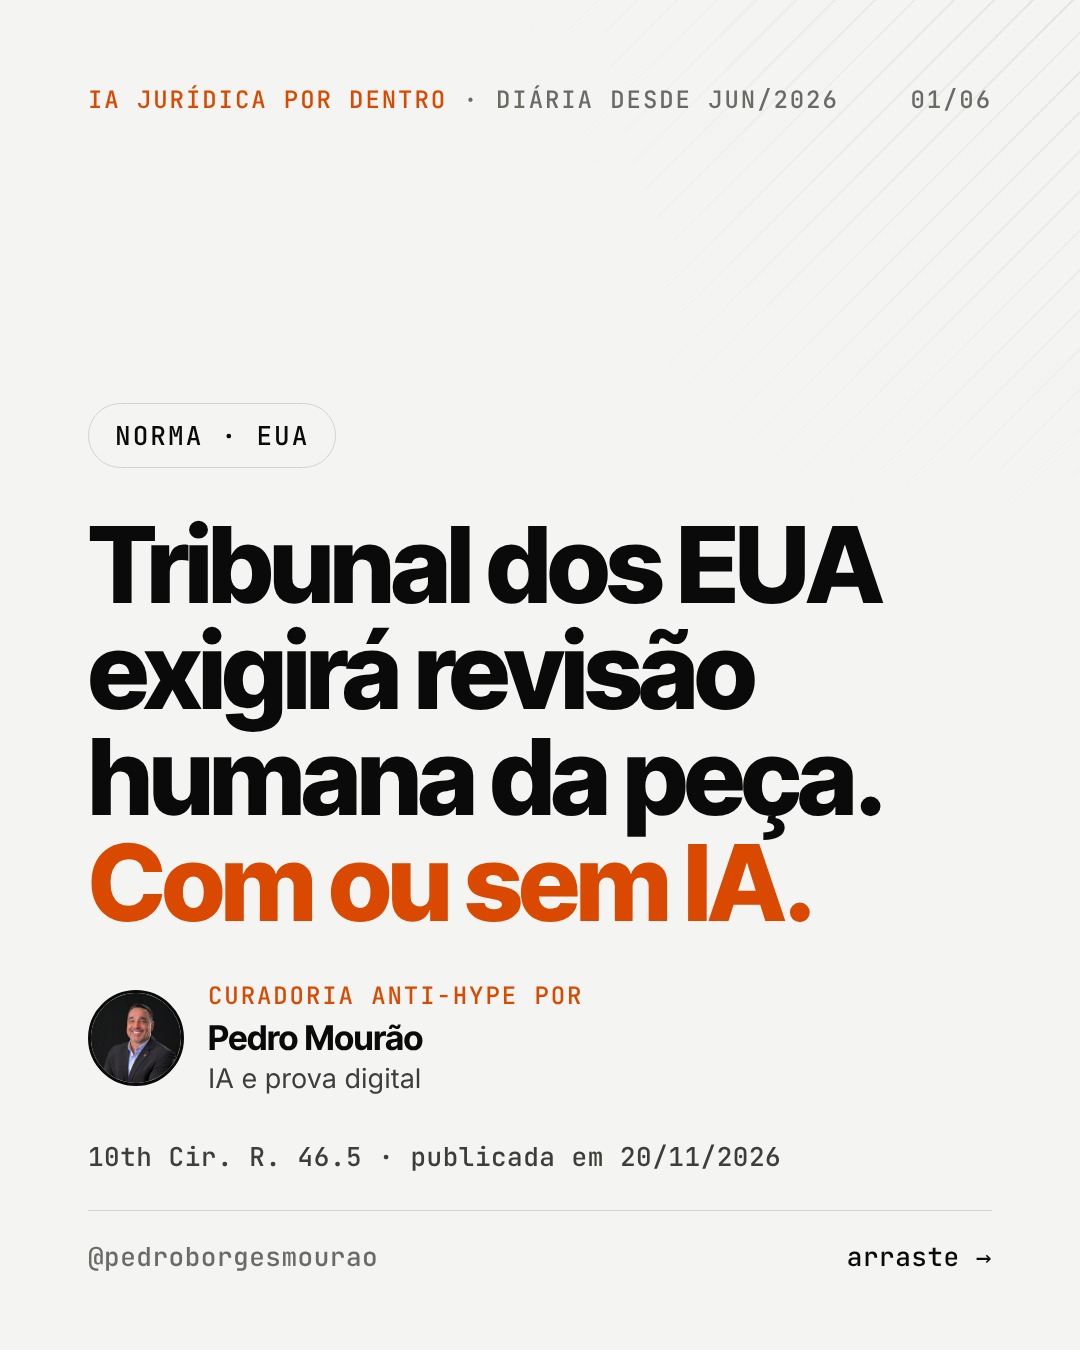 IA JURÍDICA POR DENTRO · DIÁRIA DESDE JUN/2026 01/06
NORMA · EUA
Tribunal dos EUA
exigirá revisão
humana da peça.
Com ou sem IA.
CURADORIA ANTI-HYPE POR
Pedro Mourão
IA e prova digital
10th Cir. R. 46.5 · publicada em 20/11/2026
@pedroborgesmourao arraste →